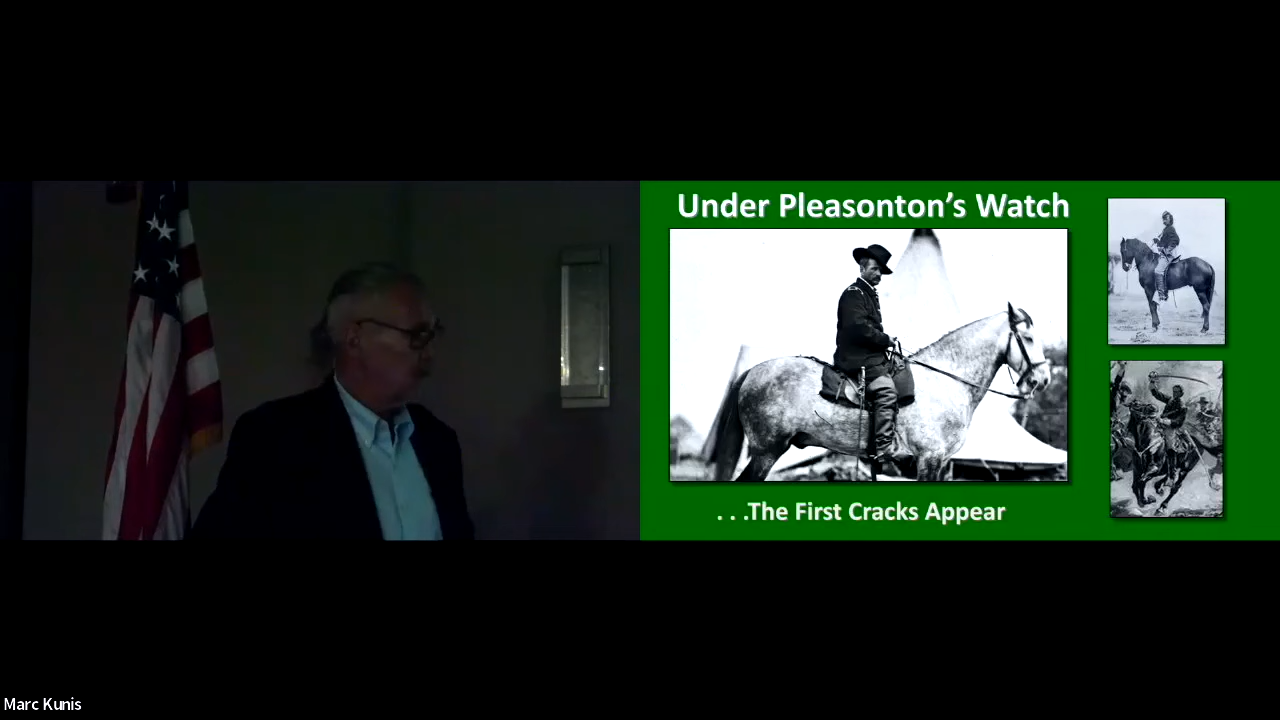 Under Pleasonton’s Watch
. . .The First Cracks Appear
Marc Kunis